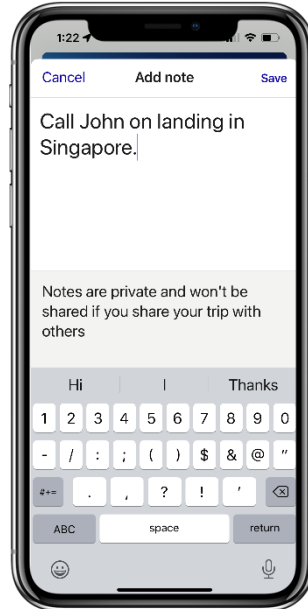 1:22
Cancel Add note Save
Call John on landing in
Singapore.
Notes are private and won't be
shared if you share your trip with
others
Hi I Thanks
1 2 3 4 5 6 7 8 9 0
- / : ; ( ) $ & @ "
#+= . , ? ! '
ABC space return